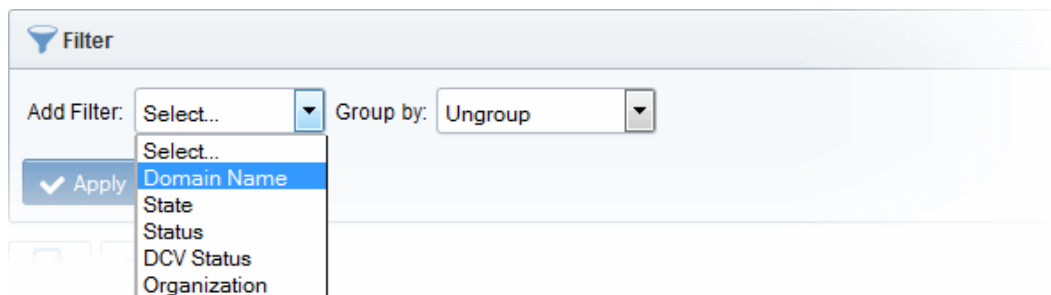 Filter
Add Filter: Select... Group by: Ungroup
Select...
Domain Name
Apply
State
Status
DCV Status
Organization